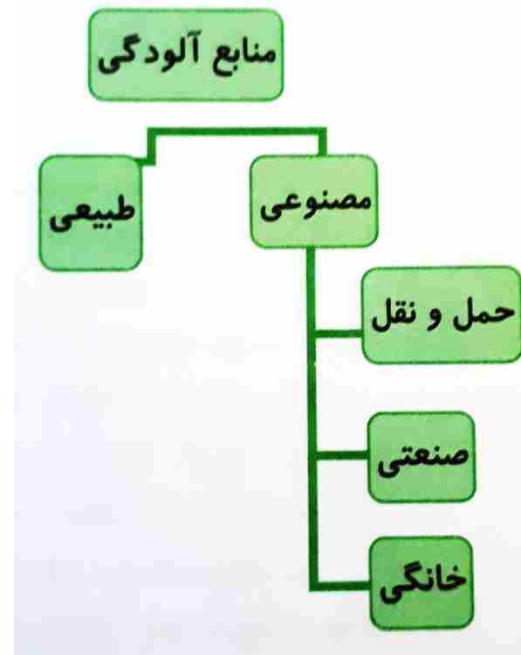 منابع آلودگی
مصنوعی
طبیعی
حمل و نقل
صنعتی
خانگی